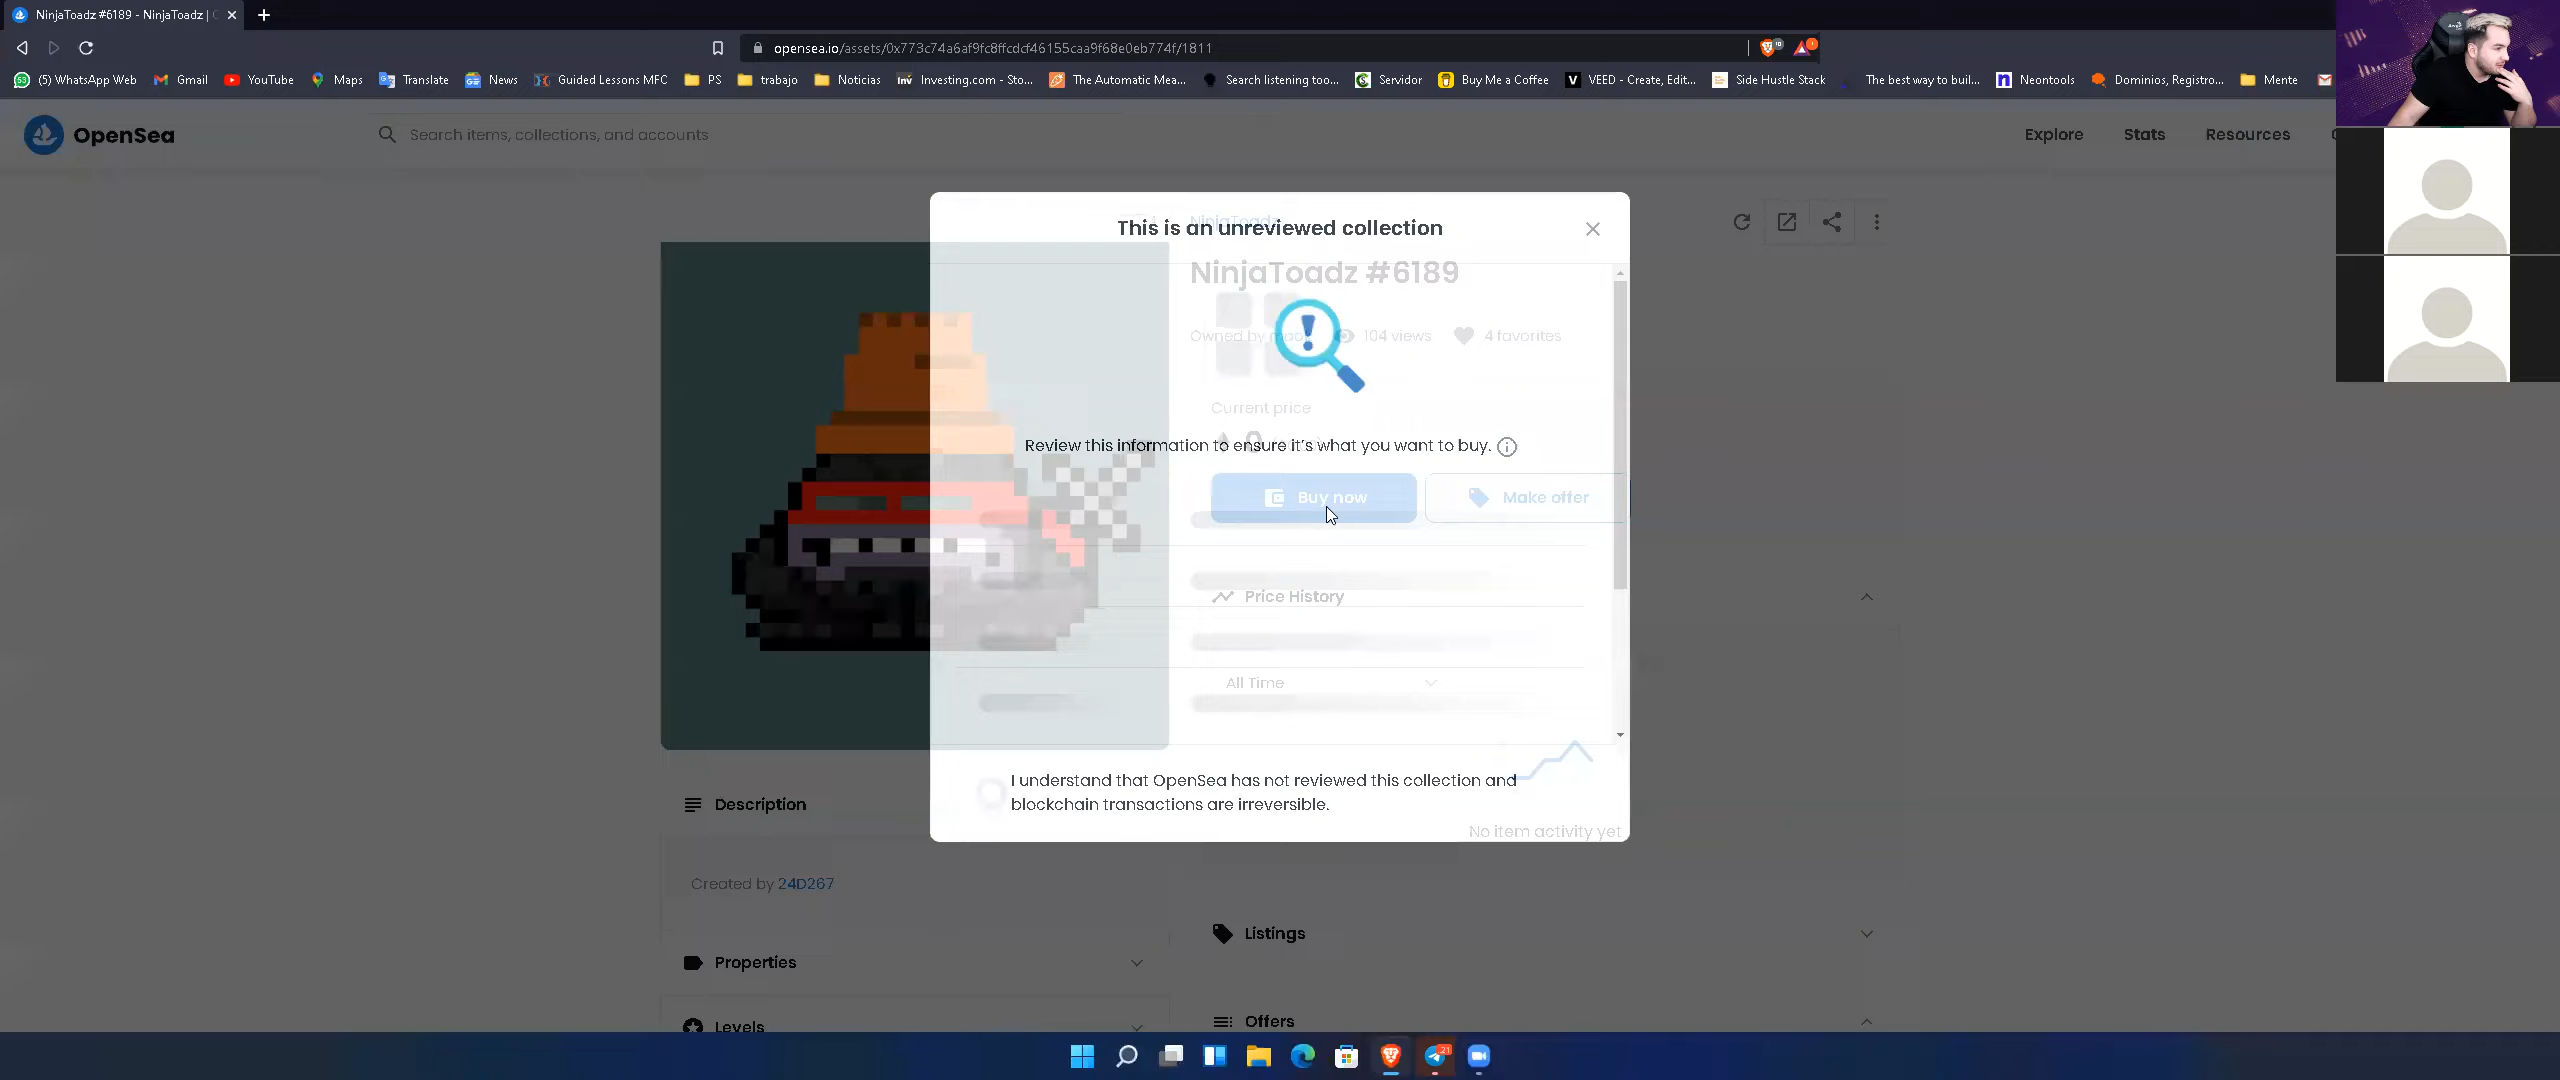 NinjaToadz #6189 - NinjaToadz |
opensea.io/assets/0x773c74a6af9fc8ffcdcf46155caa9f68e0eb774f/1811
(5) WhatsApp Web
Gmail
YouTube
Maps
Translate
News
Guided Lessons MFC
PS
trabajo
Noticias
Investing.com - Sto...
The Automatic Mea...
Search listening too...
Servidor
Buy Me a Coffee
VEED - Create, Edit...
Side Hustle Stack
The best way to buil...
Neontools
Dominios, Registro...
Mente
OpenSea
Search items, collections, and accounts
Explore
Stats
Resources
NinjaToadz
This is an unreviewed collection
NinjaToadz #6189
Owned by
104 views
4 favorites
Current price
Review this information to ensure it's what you want to buy.
Buy now
Make offer
Price History
All Time
I understand that OpenSea has not reviewed this collection and
blockchain transactions are irreversible.
No item activity yet
Description
Created by 24D267
Properties
Levels
Listings
Offers
21